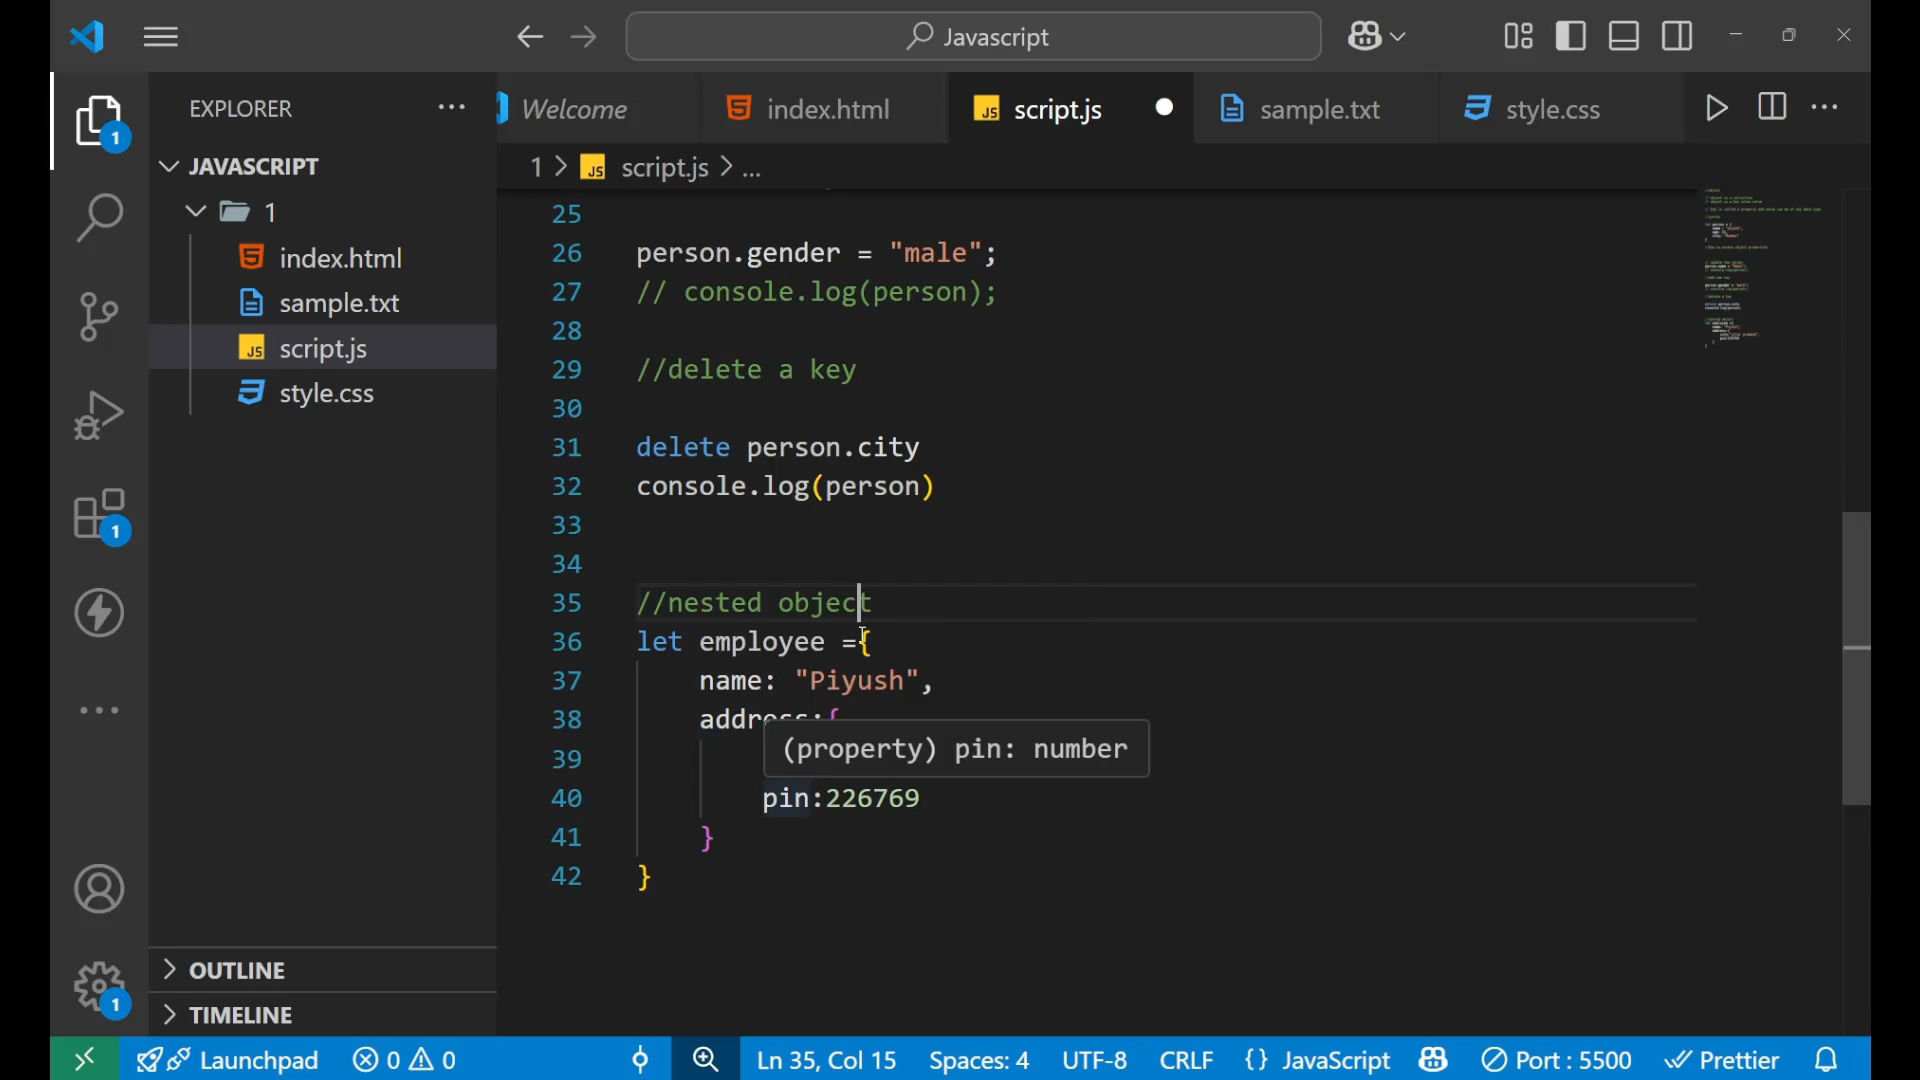 Javascript
EXPLORER
Welcome
index.html
script.js
sample.txt
style.css
1
JAVASCRIPT
1 > script.js > ...
1
index.html
sample.txt
script.js
style.css
25
26 person.gender = "male";
27 // console.log(person);
28
29 //delete a key
30
31 delete person.city
32 console.log(person)
33
34
35 //nested object
36 let employee ={
37 name: "Piyush",
38 address:{
(property) pin: number
39
40 pin:226769
41 }
42 }
1
OUTLINE
1
TIMELINE
Launchpad 0 0 Ln 35, Col 15 Spaces: 4 UTF-8 CRLF {} JavaScript Port : 5500 Prettier